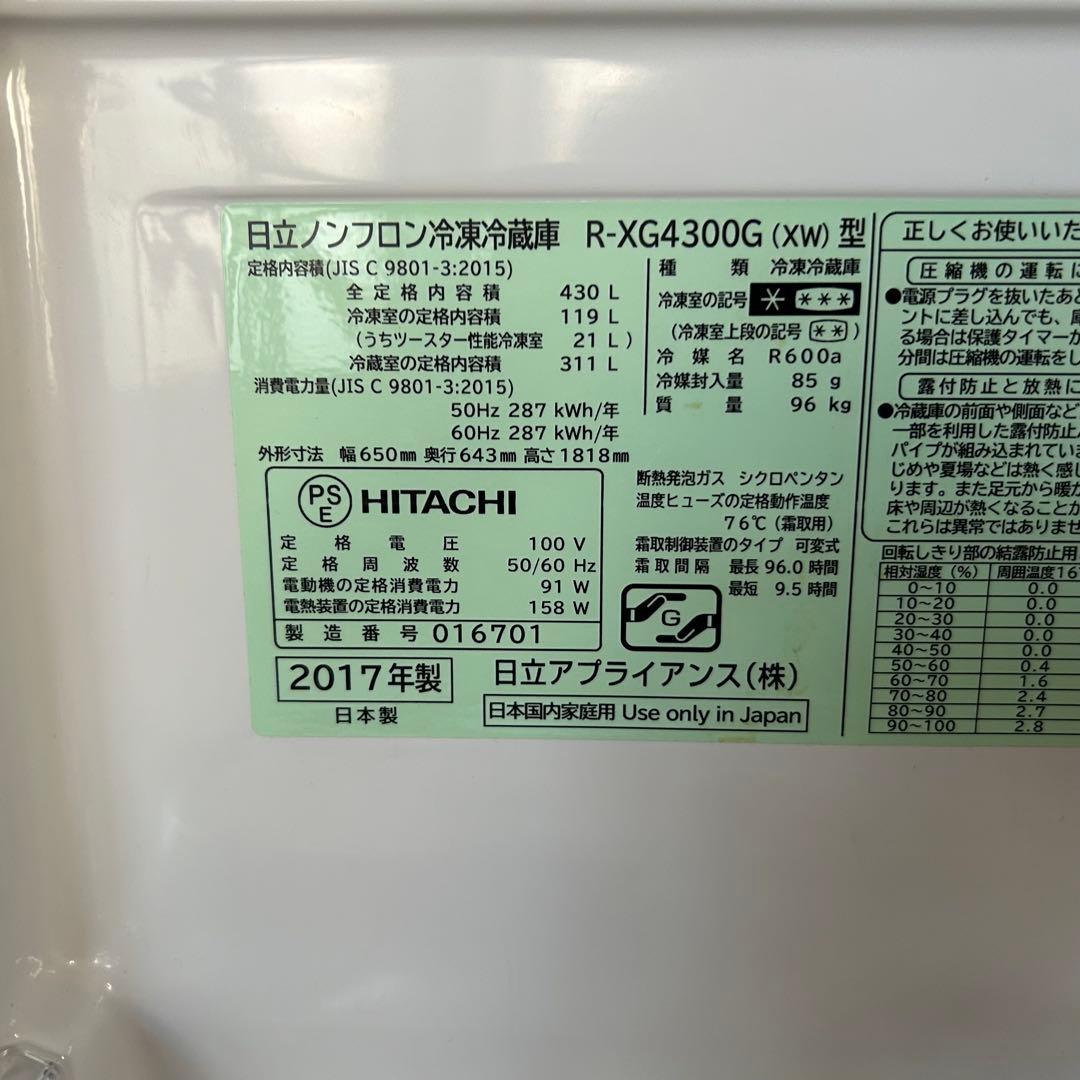 日立ノンフロン冷凍冷蔵庫 R-XG4300G (XW) 型
定格内容積(JIS C 9801-3:2015)
全定格内容積 430 L
冷凍室の定格内容積 119 L
(うちツースター性能冷凍室 21 L)
冷蔵室の定格内容積 311 L
消費電力量(JIS C 9801-3:2015)
50Hz 287 kWh/年
60Hz 287 kWh/年
外形寸法 幅650㎜ 奥行643㎜ 高さ1818㎜
種類 冷凍冷蔵庫
冷凍室の記号 * ***
(冷凍室上段の記号 **)
冷媒名 R600a
冷媒封入量 85 g
質量 96 kg
PSE HITACHI
定格電圧 100 V
定格周波数 50/60 Hz
電動機の定格消費電力 91 W
電熱装置の定格消費電力 158 W
製造番号 016701
断熱発泡ガス シクロペンタン
温度ヒューズの定格動作温度
76℃(霜取用)
霜取制御装置のタイプ 可変式
霜取間隔 最長 96.0 時間
最短 9.5 時間
G
2017年製
日本製
日立アプライアンス(株)
日本国内家庭用 Use only in Japan
正しくお使いいた
圧縮機の運転に
●電源プラグを抜いたあと
ントに差し込んでも、
る場合は保護タイマーが
分間は圧縮機の運転をし
露付防止と放熱に
●冷蔵庫の前面や側面など
一部を利用した露付防止
パイプが組み込まれていま
じめや夏場などは熱く感じ
ります。また足元から暖か
床や周辺が熱くなることが
これらは異常ではありませ
回転しきり部の結露防止用
相対湿度(%) 周囲温度16
0~10 0.0
10~20 0.0
20~30 0.0
30~40 0.0
40~50 0.0
50~60 0.4
60~70 1.6
70~80 2.4
80~90 2.7
90~100 2.8